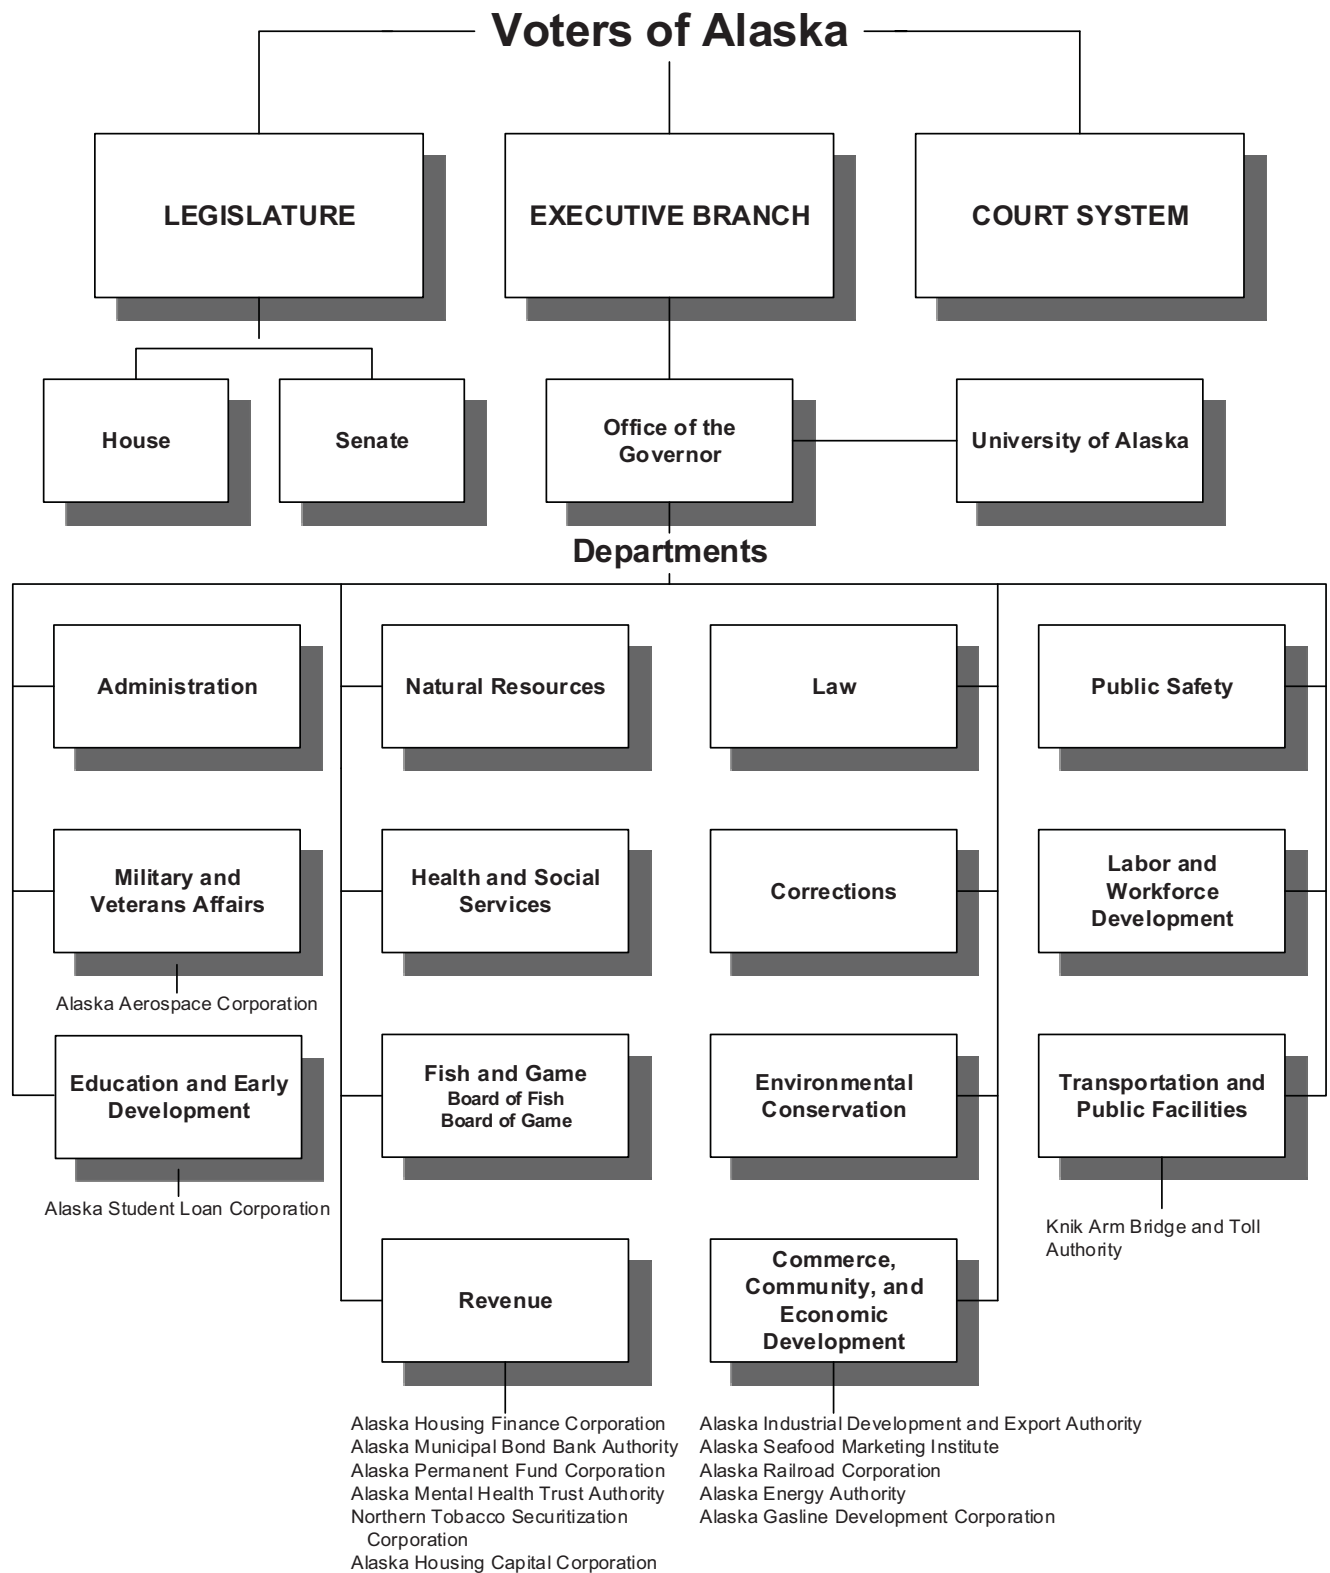 Voters of Alaska
LEGISLATURE
EXECUTIVE BRANCH
COURT SYSTEM
House
Senate
Office of the
Governor
University of Alaska
Departments
Administration
Natural Resources
Law
Public Safety
Military and
Veterans Affairs
Health and Social
Services
Corrections
Labor and
Workforce
Development
Alaska Aerospace Corporation
Education and Early
Development
Fish and Game
Board of Fish
Board of Game
Environmental
Conservation
Transportation and
Public Facilities
Alaska Student Loan Corporation
Knik Arm Bridge and Toll
Authority
Revenue
Commerce,
Community, and
Economic
Development
Alaska Housing Finance Corporation
Alaska Municipal Bond Bank Authority
Alaska Permanent Fund Corporation
Alaska Mental Health Trust Authority
Northern Tobacco Securitization
Corporation
Alaska Housing Capital Corporation
Alaska Industrial Development and Export Authority
Alaska Seafood Marketing Institute
Alaska Railroad Corporation
Alaska Energy Authority
Alaska Gasline Development Corporation